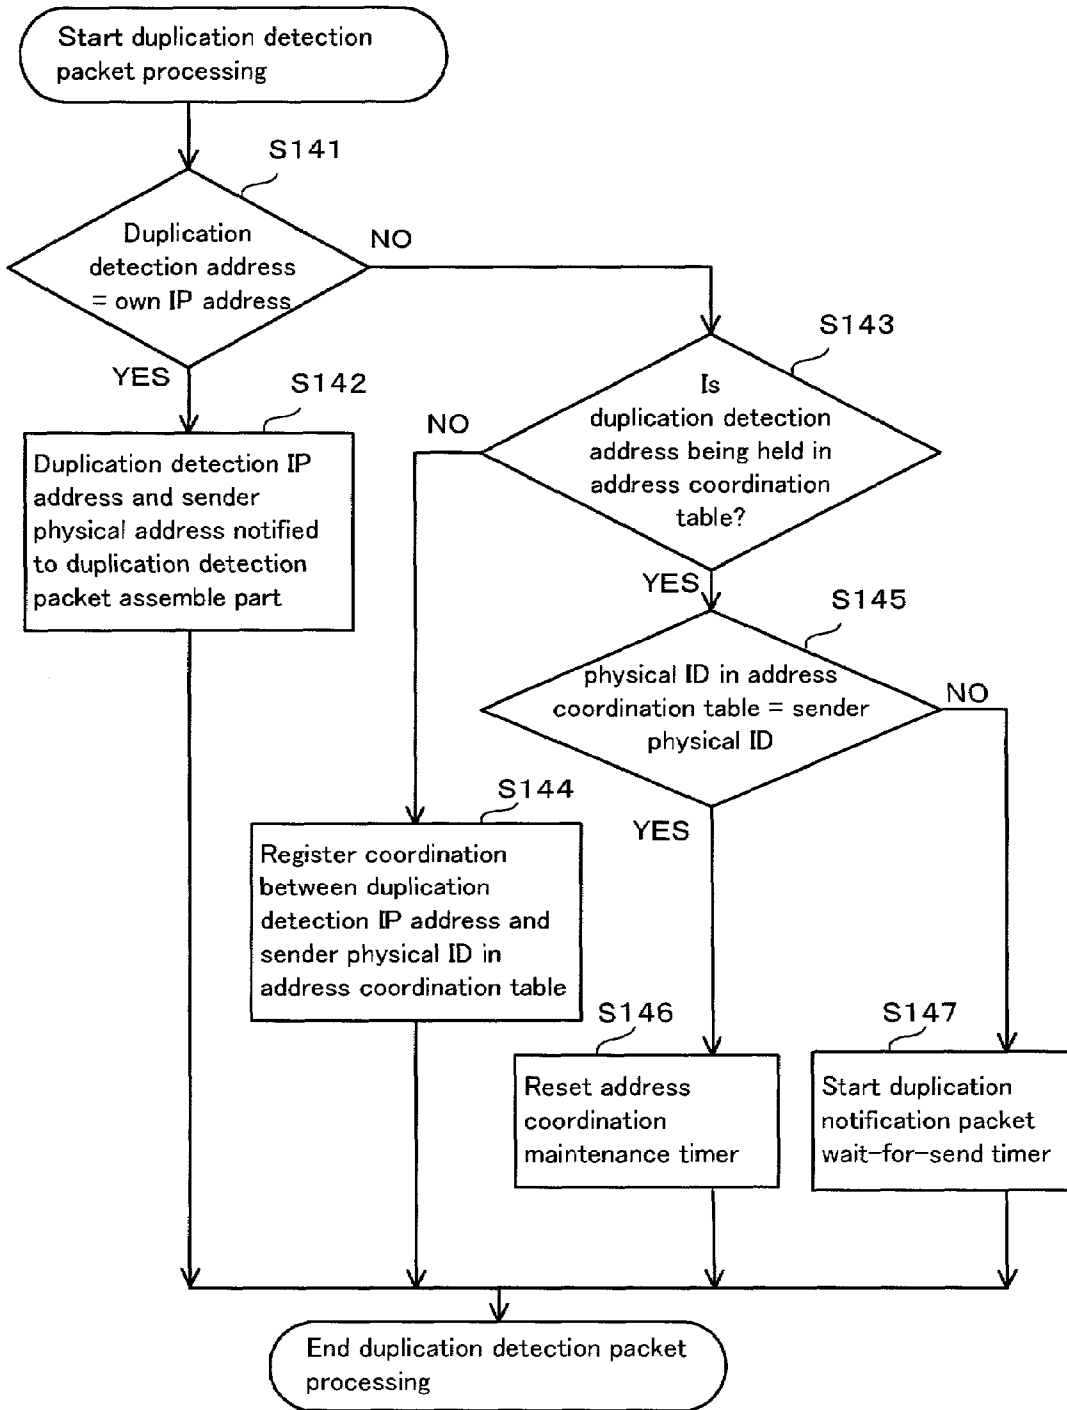 Start duplication detection
packet processing
S141
Duplication
detection address
= own IP address
NO
YES
S142
Duplication detection IP
address and sender
physical address notified
to duplication detection
packet assemble part
S143
Is
duplication detection
address being held in
address coordination
table?
NO
YES
S145
physical ID in address
coordination table = sender
physical ID
NO
YES
S144
Register coordination
between duplication
detection IP address and
sender physical ID in
address coordination table
S146
Reset address
coordination
maintenance timer
S147
Start duplication
notification packet
wait-for-send timer
End duplication detection packet
processing